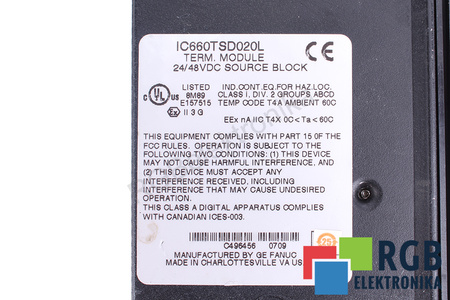 IC660TSD020L
TERM. MODULE
24/48VDC SOURCE BLOCK
CE
C UL US
LISTED
8M89
E157515
Ex II 3 G
IND.CONT.EQ.FOR HAZ.LOC.
CLASS I, DIV. 2 GROUPS ABCD
TEMP CODE T4A AMBIENT 60C
EEx nA IIC T4X 0C< Ta< 60C
THIS EQUIPMENT COMPLIES WITH PART 15 OF THE
FCC RULES. OPERATION IS SUBJECT TO THE
FOLLOWING TWO CONDITIONS: (1) THIS DEVICE
MAY NOT CAUSE HARMFUL INTERFERENCE, AND
(2) THIS DEVICE MUST ACCEPT ANY
INTERFERENCE RECEIVED, INCLUDING
INTERFERENCE THAT MAY CAUSE UNDESIRED
OPERATION.
THIS CLASS A DIGITAL APPARATUS COMPLIES
WITH CANADIAN ICES-003.
C496456 0709
25
MANUFACTURED BY GE FANUC
MADE IN CHARLOTTESVILLE VA US
RGB
ELEKTRONIKA